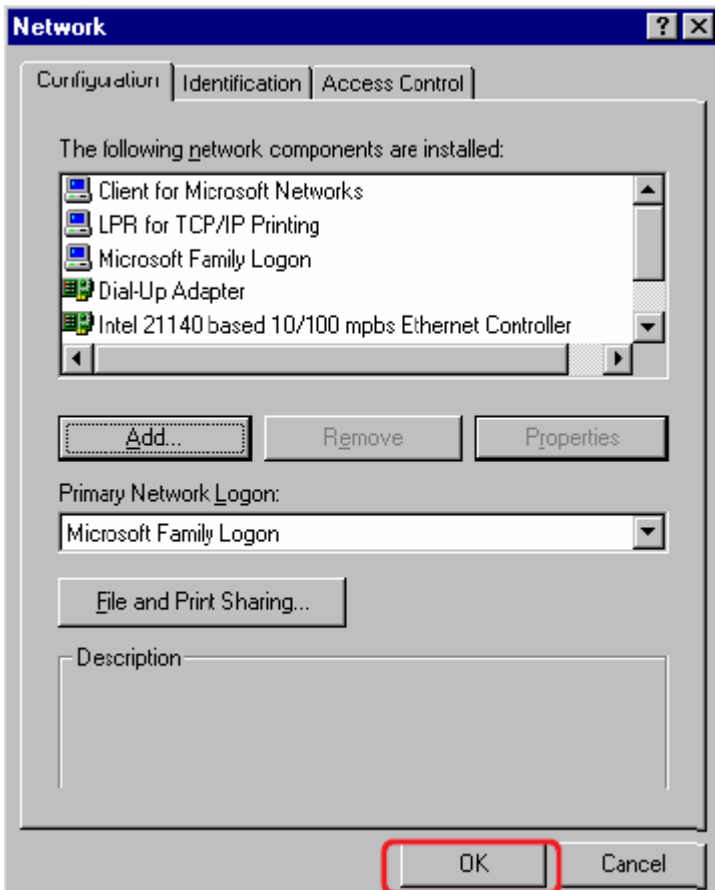 Network
Configuration Identification Access Control
The following network components are installed:
Client for Microsoft Networks
LPR for TCP/IP Printing
Microsoft Family Logon
Dial-Up Adapter
Intel 21140 based 10/100 mpbs Ethernet Controller
Add... Remove Properties
Primary Network Logon:
Microsoft Family Logon
File and Print Sharing...
Description
OK Cancel